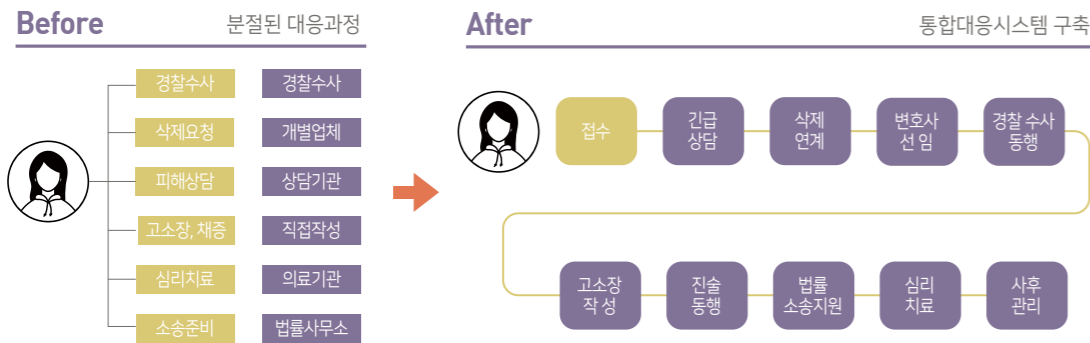 Before 분절된 대응과정
경찰수사 경찰수사
삭제요청 개별업체
피해상담 상담기관
고소장, 채증 직접작성
심리치료 의료기관
소송준비 법률사무소
After 통합대응시스템 구축
접수
긴급
상담
삭제
연계
변호사
선 임
경찰 수사
동행
고소장
작 성
진술
동행
법률
소송지원
심리
치료
사후
관리